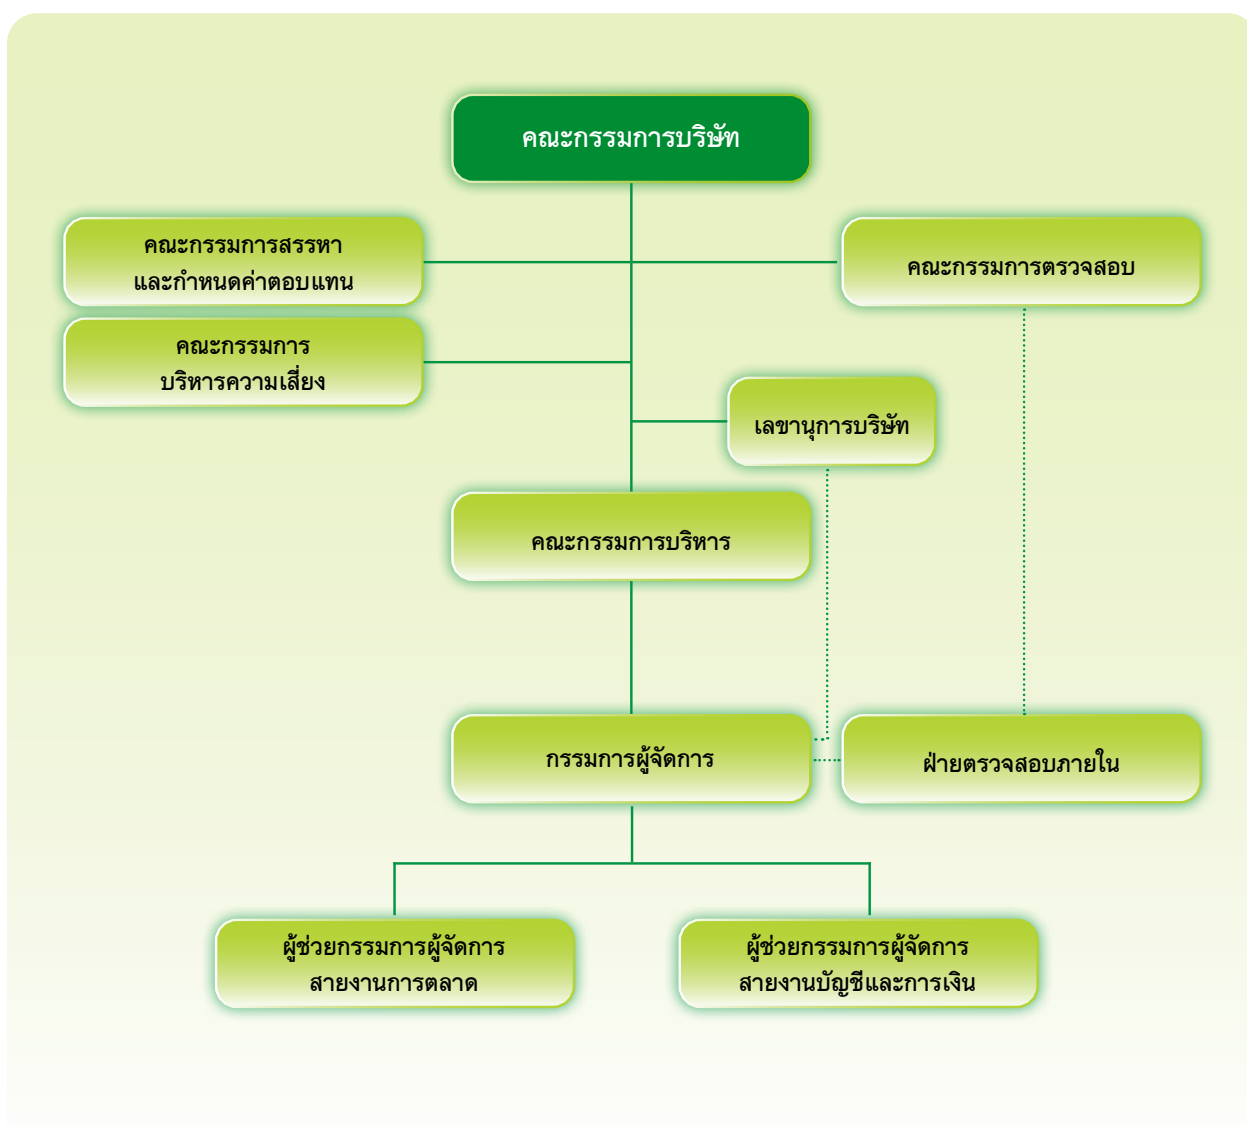 คณะกรรมการบริษัท
คณะกรรมการสรรหา
และกำหนดค่าตอบแทน
คณะกรรมการตรวจสอบ
คณะกรรมการ
บริหารความเสี่ยง
เลขานุการบริษัท
คณะกรรมการบริหาร
กรรมการผู้จัดการ
ฝ่ายตรวจสอบภายใน
ผู้ช่วยกรรมการผู้จัดการ
สายงานการตลาด
ผู้ช่วยกรรมการผู้จัดการ
สายงานบัญชีและการเงิน